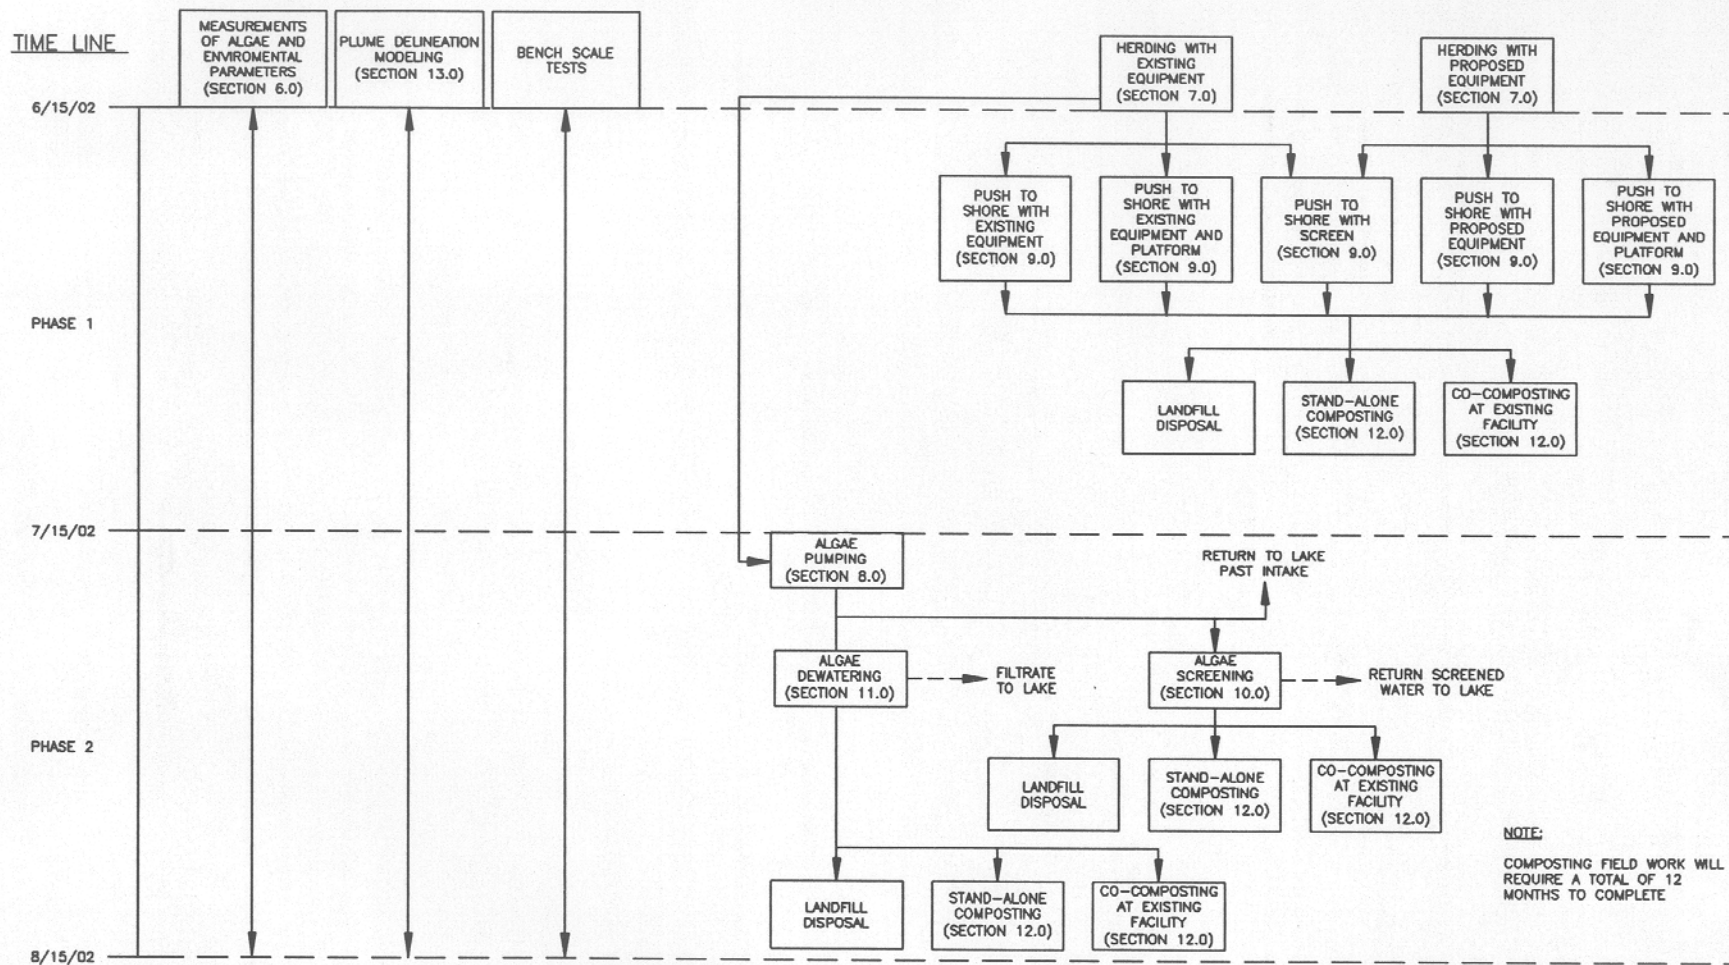 TIME LINE
MEASUREMENTS
OF ALGAE AND
ENVIROMENTAL
PARAMETERS
(SECTION 6.0)
PLUME DELINEATION
MODELING
(SECTION 13.0)
BENCH SCALE
TESTS
HERDING WITH
EXISTING
EQUIPMENT
(SECTION 7.0)
HERDING WITH
PROPOSED
EQUIPMENT
(SECTION 7.0)
6/15/02
PUSH TO
SHORE WITH
EXISTING
EQUIPMENT
(SECTION 9.0)
PUSH TO
SHORE WITH
EXISTING
EQUIPMENT AND
PLATFORM
(SECTION 9.0)
PUSH TO
SHORE WITH
SCREEN
(SECTION 9.0)
PUSH TO
SHORE WITH
PROPOSED
EQUIPMENT
(SECTION 9.0)
PUSH TO
SHORE WITH
PROPOSED
EQUIPMENT AND
PLATFORM
(SECTION 9.0)
PHASE 1
LANDFILL
DISPOSAL
STAND-ALONE
COMPOSTING
(SECTION 12.0)
CO-COMPOSTING
AT EXISTING
FACILITY
(SECTION 12.0)
7/15/02
ALGAE
PUMPING
(SECTION 8.0)
RETURN TO LAKE
PAST INTAKE
ALGAE
DEWATERING
(SECTION 11.0)
FILTRATE
TO LAKE
ALGAE
SCREENING
(SECTION 10.0)
RETURN SCREENED
WATER TO LAKE
PHASE 2
LANDFILL
DISPOSAL
STAND-ALONE
COMPOSTING
(SECTION 12.0)
CO-COMPOSTING
AT EXISTING
FACILITY
(SECTION 12.0)
NOTE:
COMPOSTING FIELD WORK WILL
REQUIRE A TOTAL OF 12
MONTHS TO COMPLETE
LANDFILL
DISPOSAL
STAND-ALONE
COMPOSTING
(SECTION 12.0)
CO-COMPOSTING
AT EXISTING
FACILITY
(SECTION 12.0)
8/15/02